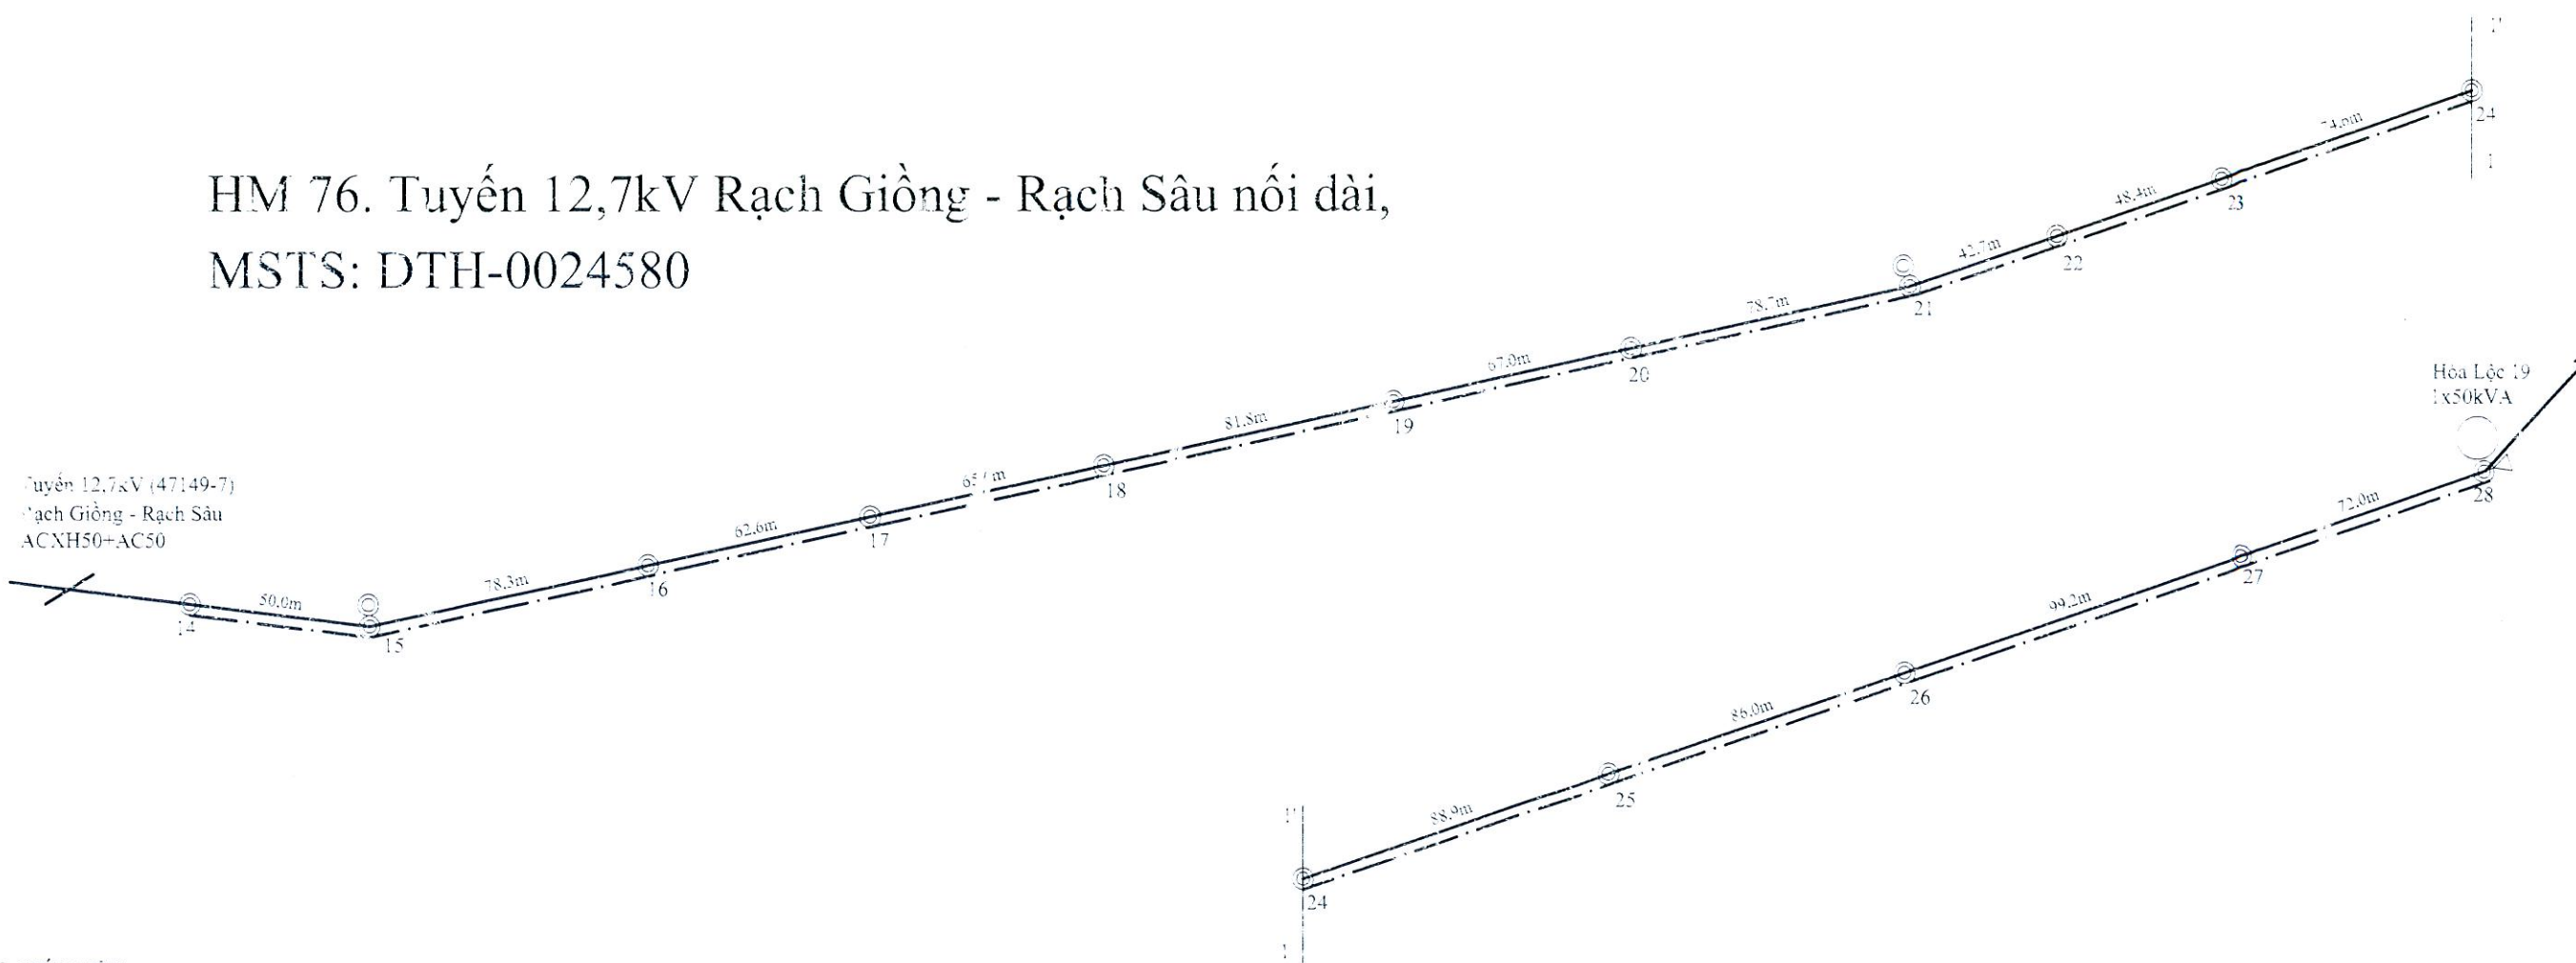 HM 76. Tuyến 12,7kV Rạch Giồng - Rạch Sâu nối dài,
MSTS: DTH-0024580
24
74.6m
23
48.4m
22
42.7m
21
78.7m
20
67.0m
19
81.8m
18
17
62.6m
16
78.3m
15
50.0m
14
Tuyến 12.7kV (47149-7)
Rạch Giồng - Rạch Sâu
ACXH50+AC50
Hòa Lộc 19
1x50kVA
28
72.0m
27
99.2m
26
86.0m
25
88.9m
24